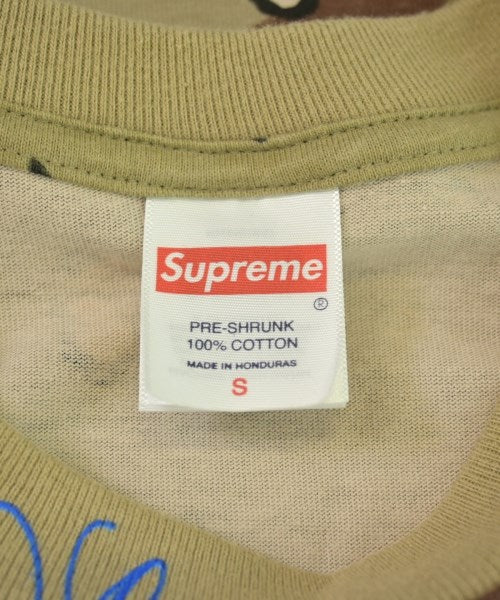 Supreme
®
PRE-SHRUNK
100% COTTON
MADE IN HONDURAS
S